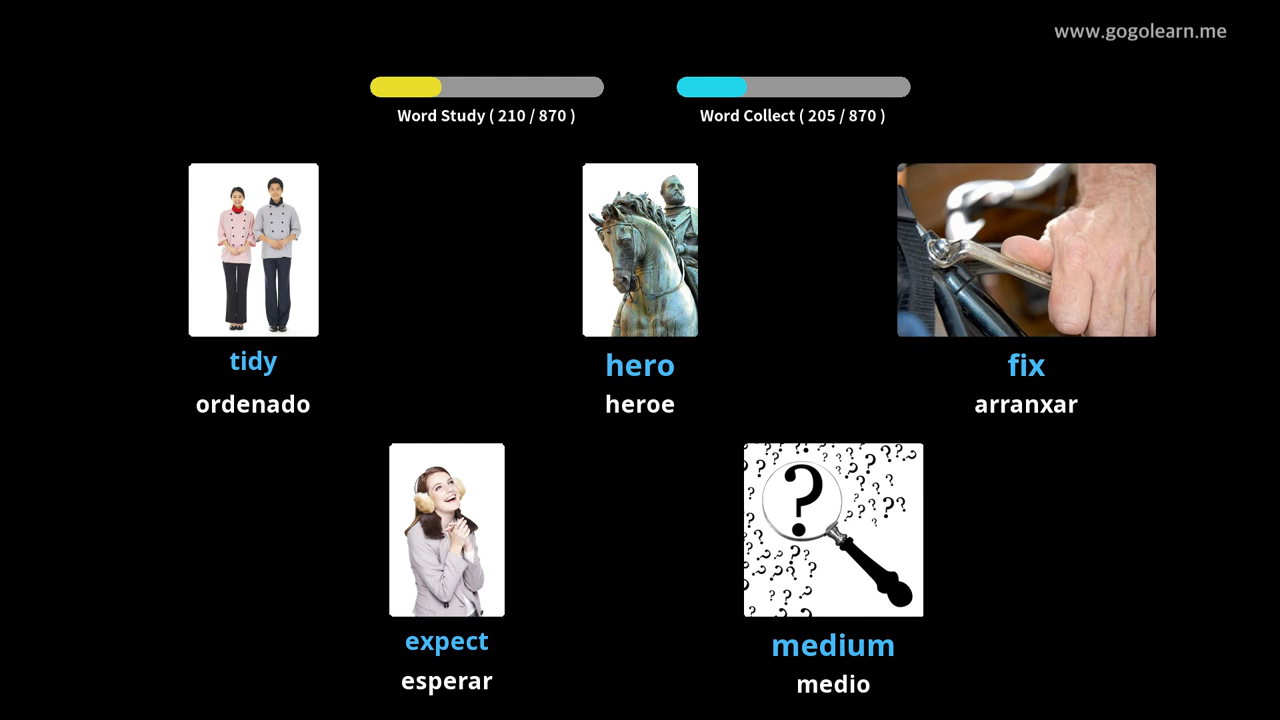 www.gogolearn.me
Word Study ( 210 / 870 )
Word Collect ( 205 / 870 )
tidy
ordenado
hero
heroe
fix
arranxar
expect
esperar
medium
medio